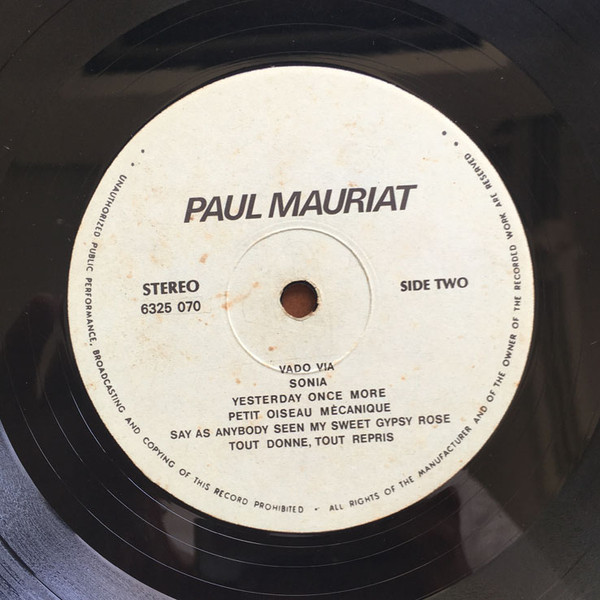 PAUL MAURIAT
STEREO
6325 070
SIDE TWO
VADO VIA
SONIA
YESTERDAY ONCE MORE
PETIT OISEAU MÉCANIQUE
SAY AS ANYBODY SEEN MY SWEET GYPSY ROSE
TOUT DONNE, TOUT REPRIS
• UNAUTHORIZED PUBLIC PERFORMANCE, BROADCASTING AND COPYING OF THIS RECORD PROHIBITED • ALL RIGHTS OF THE MANUFACTURER AND OF THE OWNER OF THE RECORDED WORK ARE RESERVED •